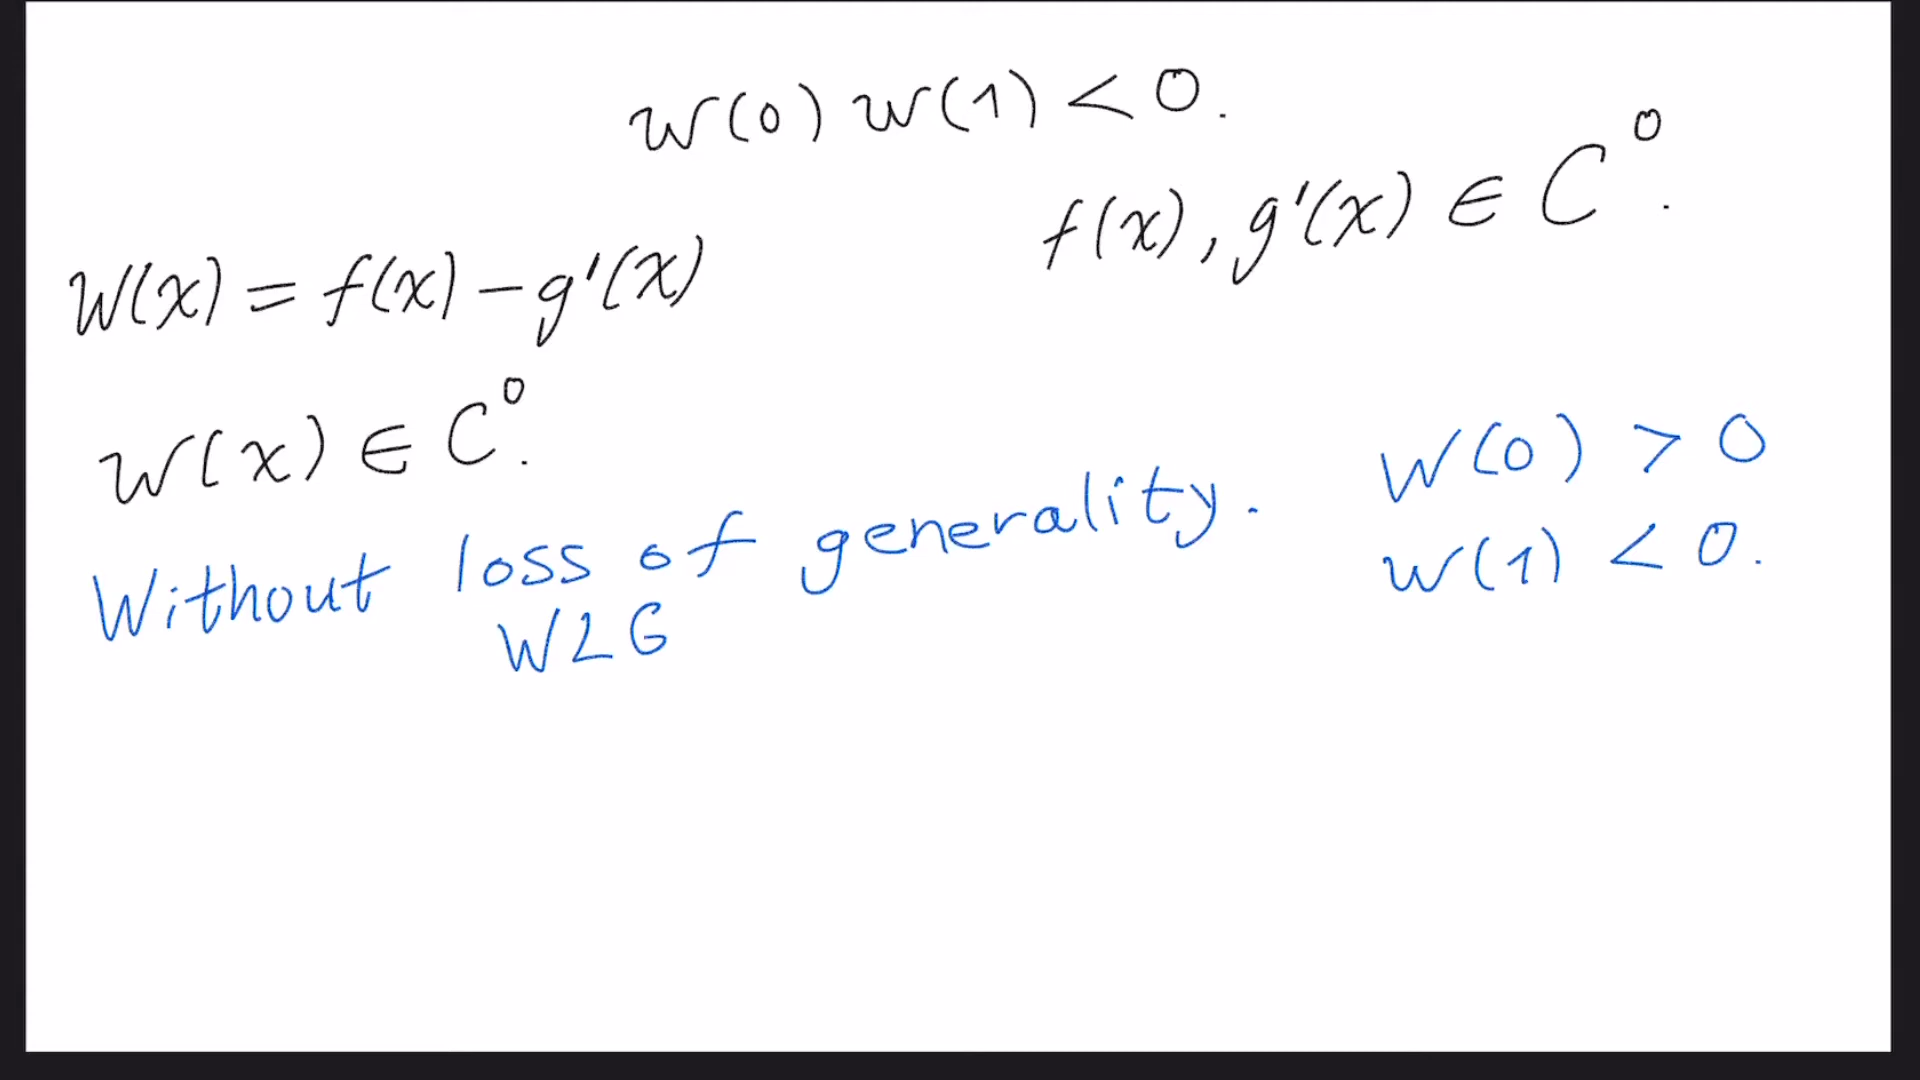 w(0) w(1) < 0.
f(x), g'(x) ∈ C⁰.
W(x) = f(x) - g'(x)
w(x) ∈ C⁰.
W(0) > 0
Without loss of generality.
w(1) < 0.
WLG